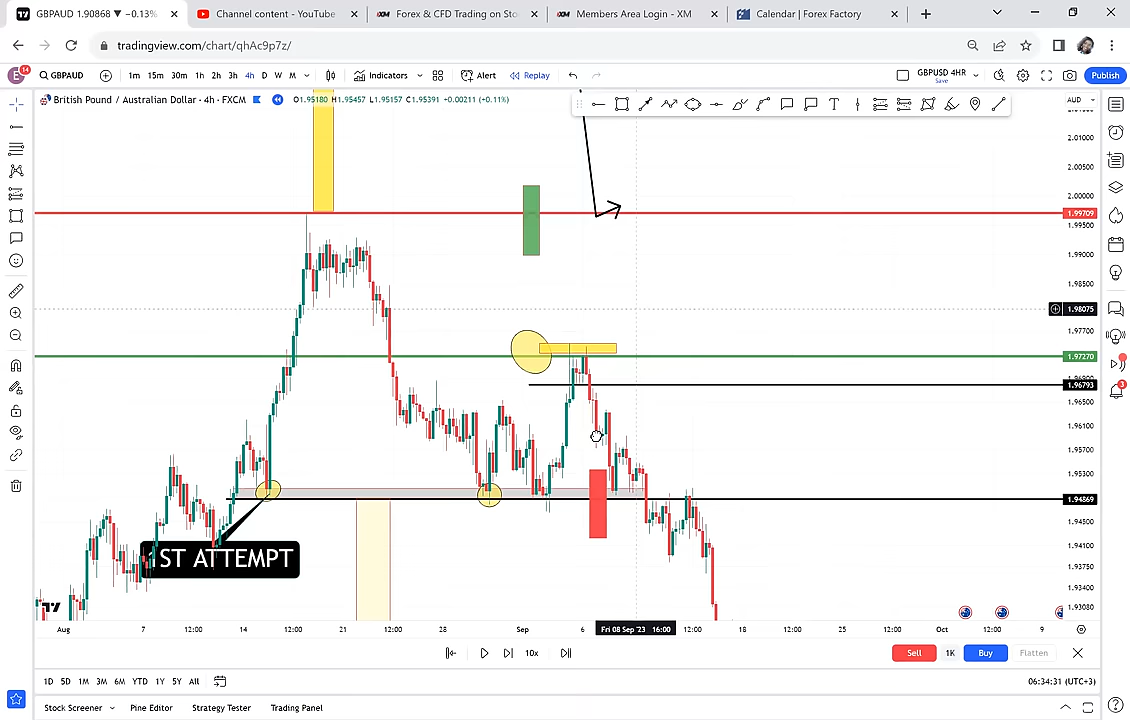 GBPAUD 1.90868 ▼ −0.13%
Channel content - YouTube
Forex & CFD Trading on Sto
Members Area Login - XM
Calendar | Forex Factory
tradingview.com/chart/qhAc9p7z/
E 14 GBPAUD 1m 15m 30m 1h 2h 3h 4h D W M Indicators Alert Replay GBPUSD 4HR Save Publish
British Pound / Australian Dollar · 4h · FXCM O1.95180 H1.95457 L1.95157 C1.95391 +0.00211 (+0.11%)
AUD
2.01000
2.00500
2.00000
1.99709
1.99500
1.99000
1.98500
1.98075
1.97700
1.97270
1.96793
1.96500
1.96100
1.95700
1.95300
1.94869
1.94500
1.94100
1.93750
1.93400
1.93080
1ST ATTEMPT
Aug 7 12:00 14 12:00 21 12:00 28 Sep 6 Fri 08 Sep '23 16:00 12:00 18 12:00 25 12:00 Oct 12:00 9
10x
Sell 1K Buy Flatten
1D 5D 1M 3M 6M YTD 1Y 5Y All
06:34:31 (UTC+3)
Stock Screener Pine Editor Strategy Tester Trading Panel
3